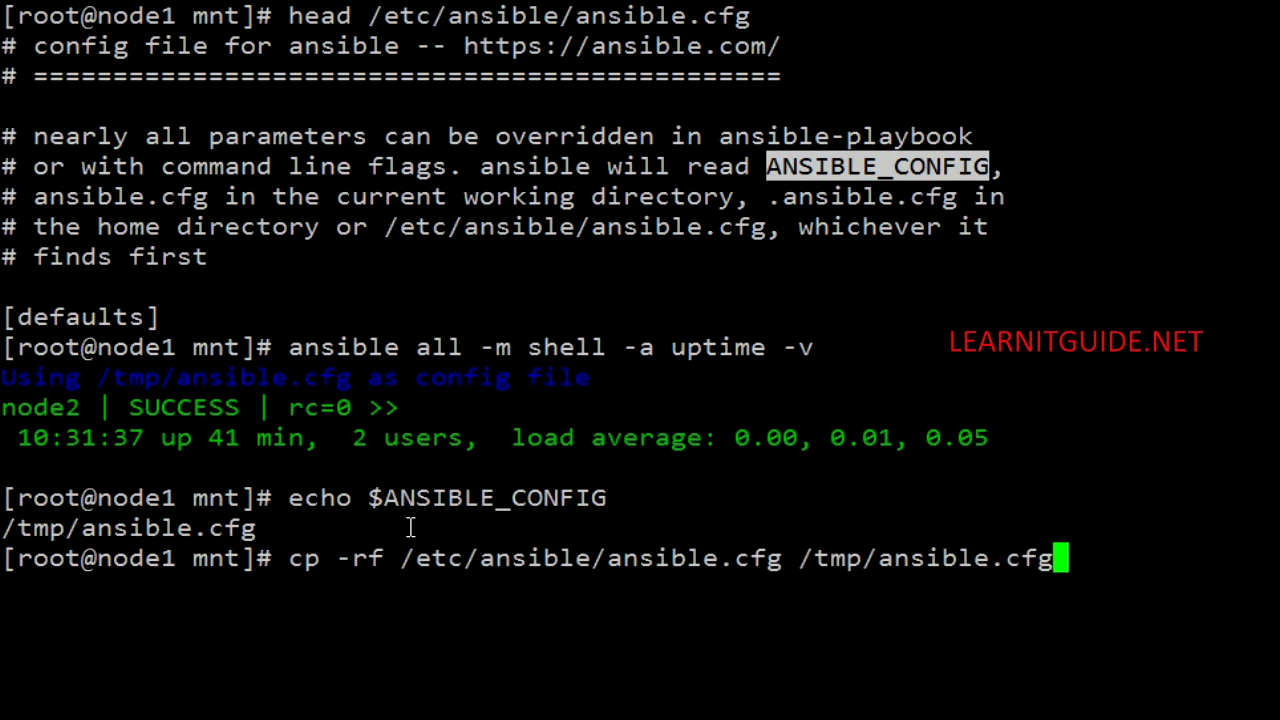 [root@node1 mnt]# head /etc/ansible/ansible.cfg
# config file for ansible -- https://ansible.com/
# ===============================================
# nearly all parameters can be overridden in ansible-playbook
# or with command line flags. ansible will read ANSIBLE_CONFIG,
# ansible.cfg in the current working directory, .ansible.cfg in
# the home directory or /etc/ansible/ansible.cfg, whichever it
# finds first
[defaults]
[root@node1 mnt]# ansible all -m shell -a uptime -v
LEARNITGUIDE.NET
Using /tmp/ansible.cfg as config file
node2 | SUCCESS | rc=0 >>
 10:31:37 up 41 min,  2 users,  load average: 0.00, 0.01, 0.05
[root@node1 mnt]# echo $ANSIBLE_CONFIG
/tmp/ansible.cfg
[root@node1 mnt]# cp -rf /etc/ansible/ansible.cfg /tmp/ansible.cfg